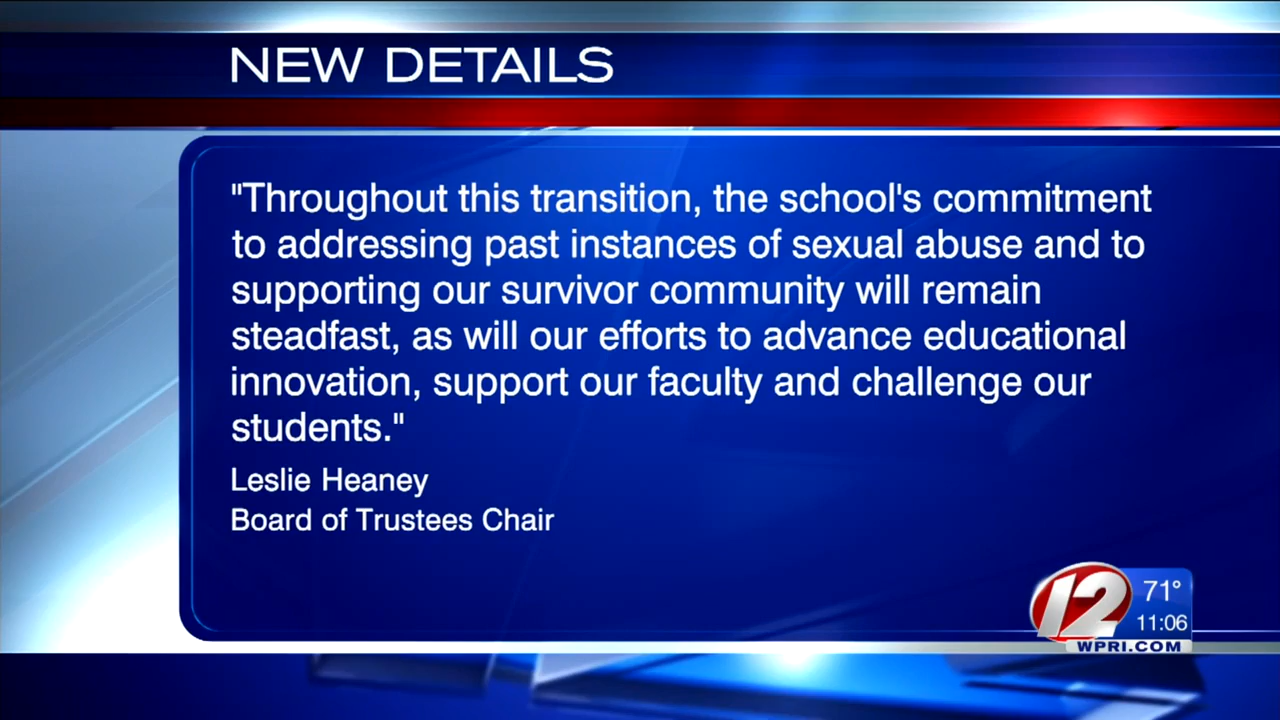 NEW DETAILS
"Throughout this transition, the school's commitment
to addressing past instances of sexual abuse and to
supporting our survivor community will remain
steadfast, as will our efforts to advance educational
innovation, support our faculty and challenge our
students."
Leslie Heaney
Board of Trustees Chair
12
71°
11:06
WPRI.COM